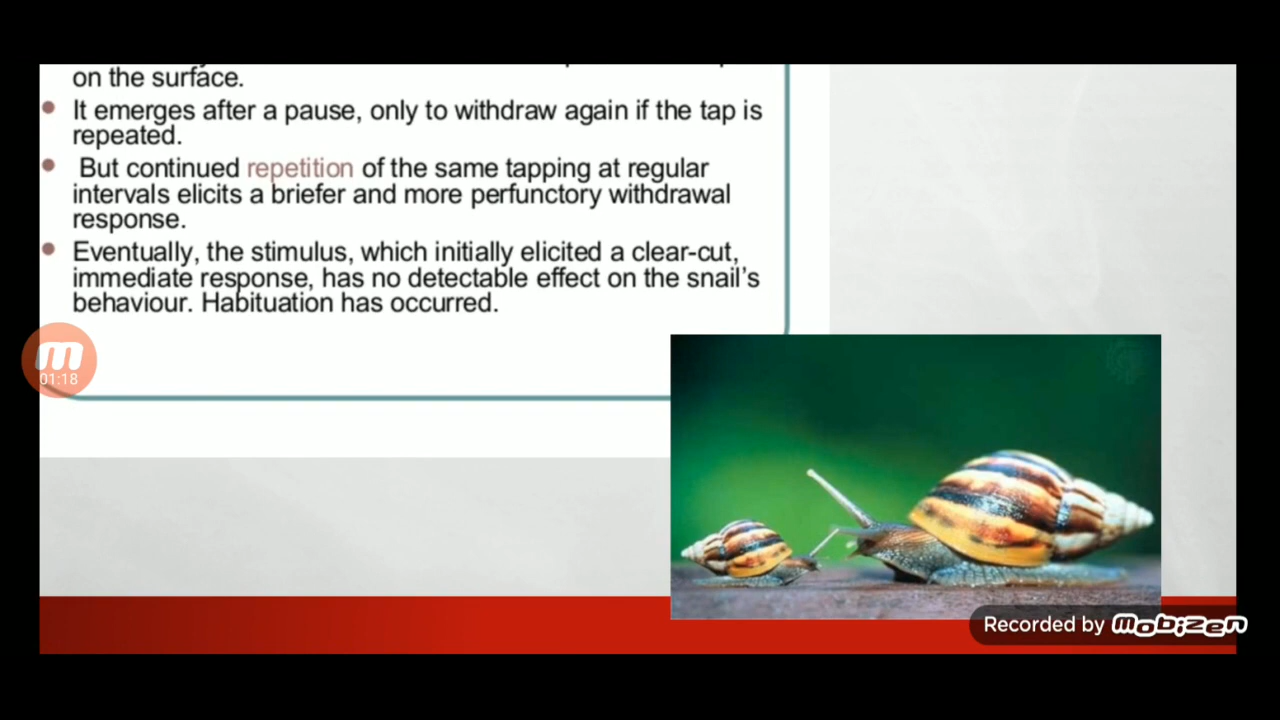 on the surface.
It emerges after a pause, only to withdraw again if the tap is
repeated.
But continued repetition of the same tapping at regular
intervals elicits a briefer and more perfunctory withdrawal
response.
Eventually, the stimulus, which initially elicited a clear-cut,
immediate response, has no detectable effect on the snail's
behaviour. Habituation has occurred.
01:18
Recorded by mobizen